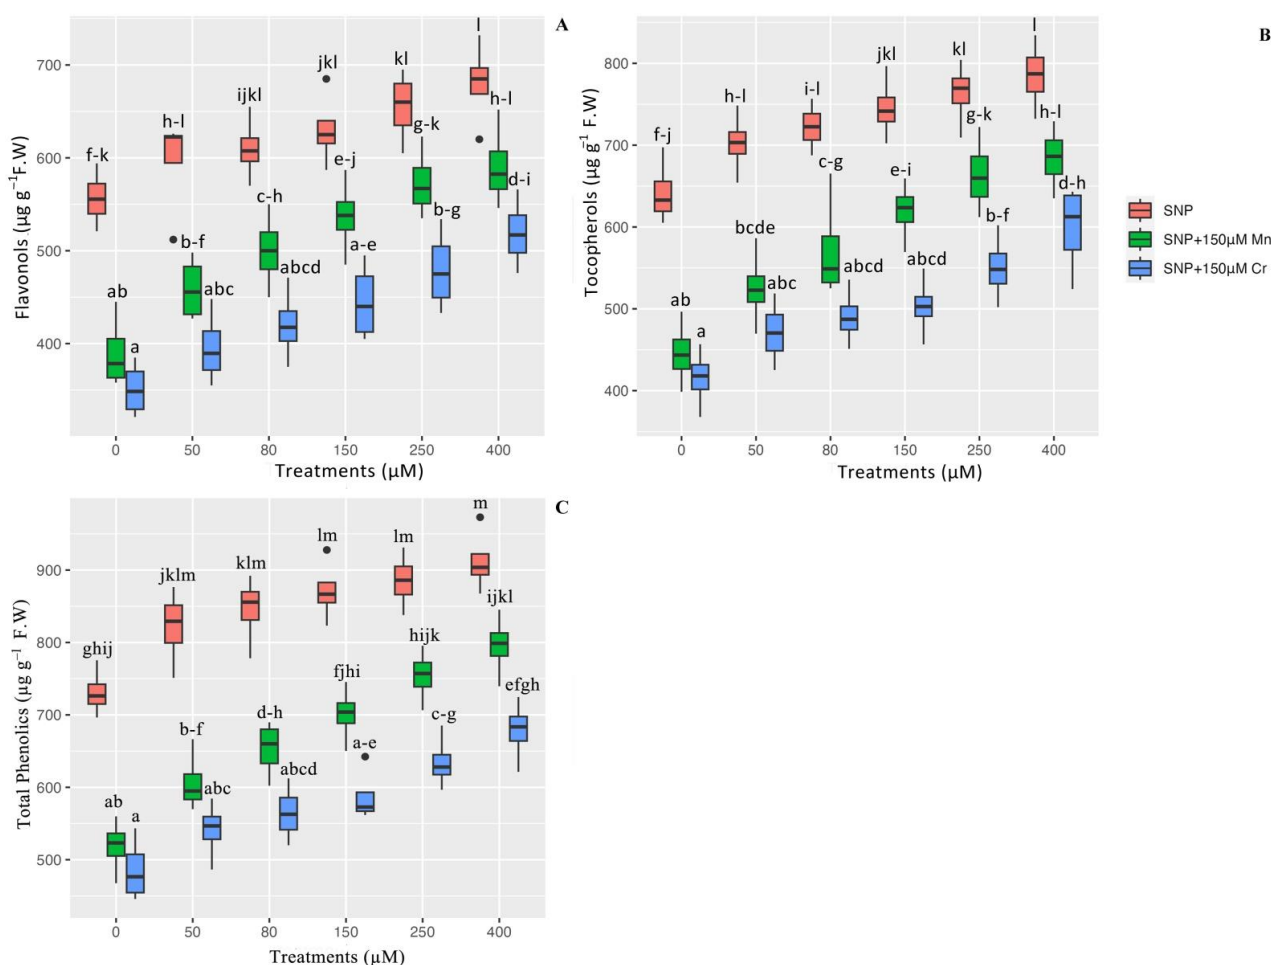 A
B
700
600
500
400
Flavonols (µg g⁻¹F.W)
f-k
h-l
ijkl
jkl
kl
l
ab
b-f
c-h
e-j
g-k
h-l
a
abc
abcd
a-e
b-g
d-i
0 50 80 150 250 400
Treatments (µM)
800
700
600
500
400
Tocopherols (µg g⁻¹ F.W)
f-j
h-l
i-l
jkl
kl
l
ab
bcde
c-g
e-i
g-k
h-l
a
abc
abcd
abcd
b-f
d-h
0 50 80 150 250 400
Treatments (µM)
SNP
SNP+150µM Mn
SNP+150µM Cr
C
900
800
700
600
500
Total Phenolics (µg g⁻¹ F.W)
ghij
jklm
klm
lm
lm
m
ab
b-f
d-h
fjhi
hijk
ijkl
a
abc
abcd
a-e
c-g
efgh
0 50 80 150 250 400
Treatments (µM)